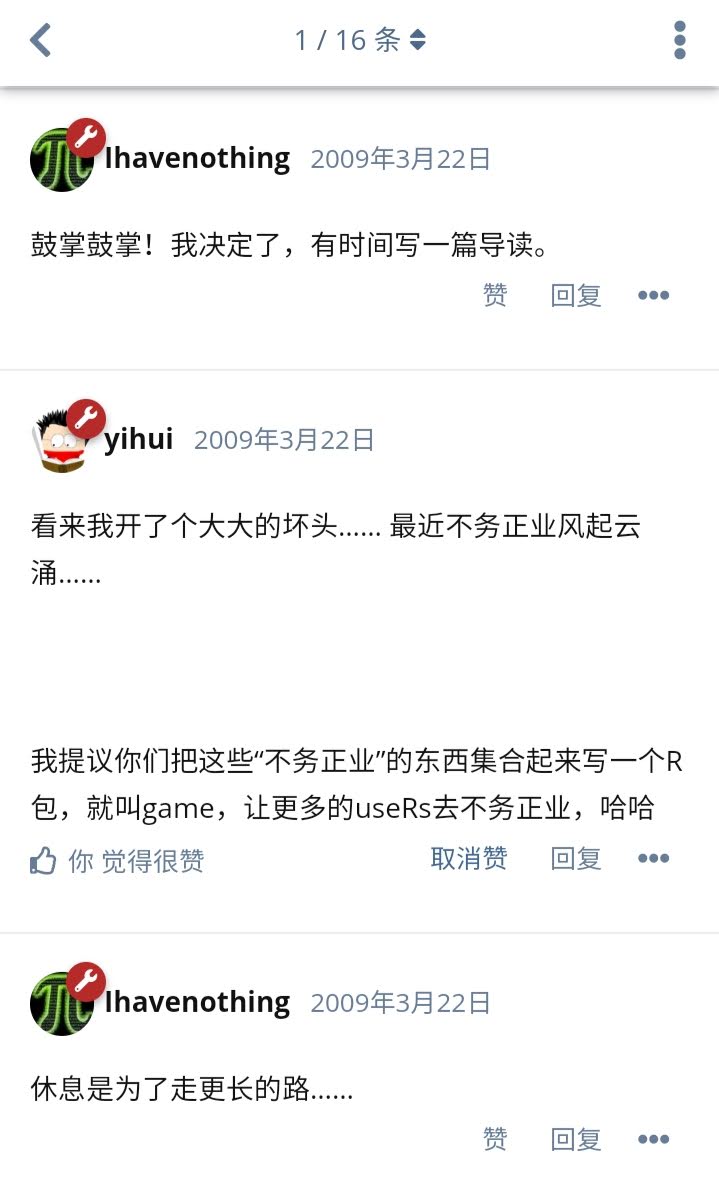 1 / 16 条
lhavenothing 2009年3月22日
鼓掌鼓掌！我决定了，有时间写一篇导读。
赞 回复
yihui 2009年3月22日
看来我开了个大大的坏头…… 最近不务正业风起云
涌……
我提议你们把这些“不务正业”的东西集合起来写一个R
包，就叫game，让更多的useRs去不务正业，哈哈
你 觉得很赞 取消赞 回复
lhavenothing 2009年3月22日
休息是为了走更长的路……
赞 回复